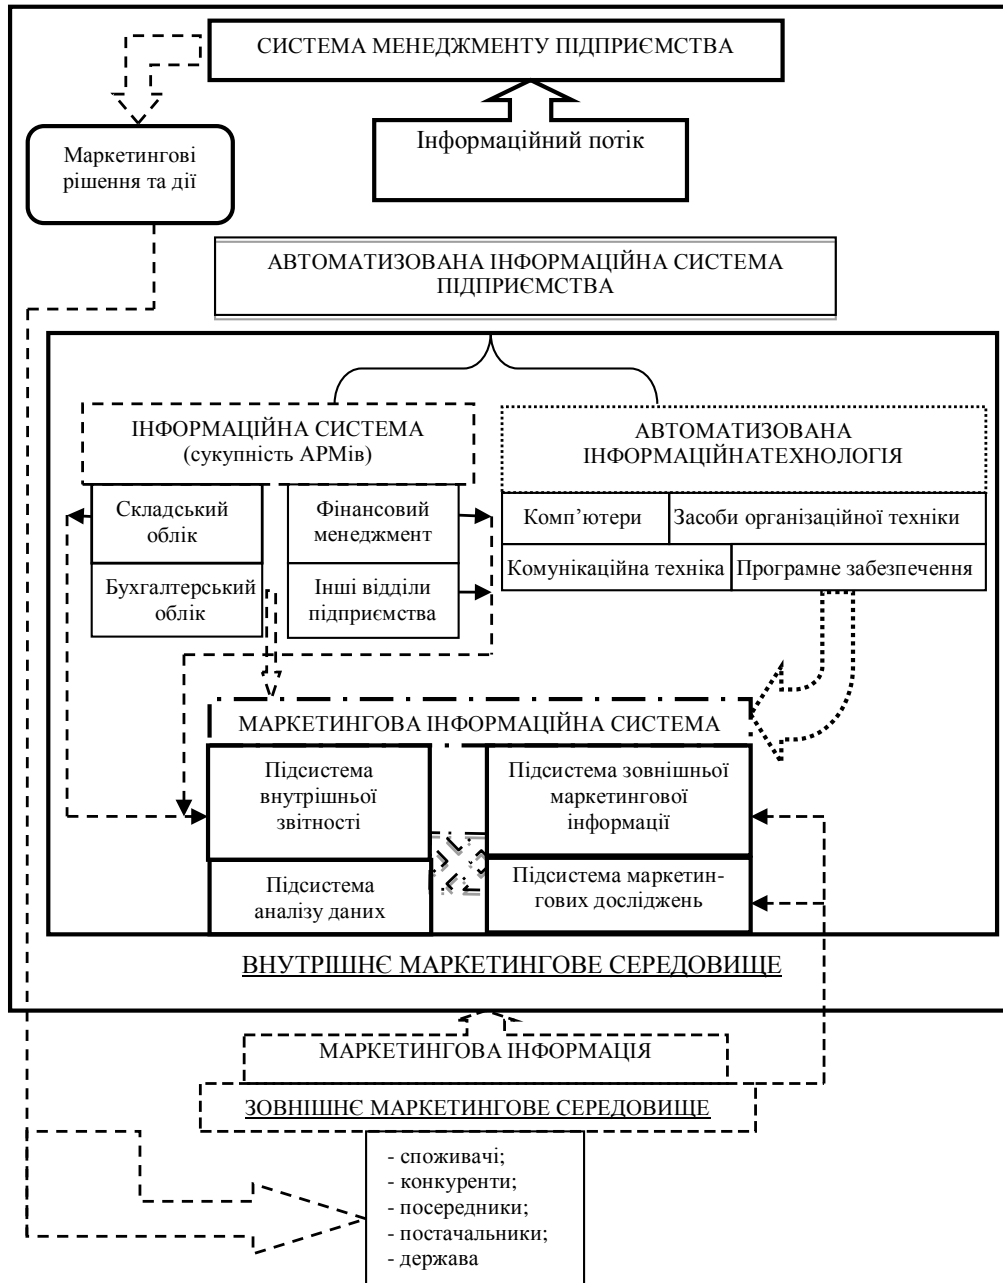 СИСТЕМА МЕНЕДЖМЕНТУ ПІДПРИЄМСТВА
Інформаційний потік
Маркетингові
рішення та дії
АВТОМАТИЗОВАНА ІНФОРМАЦІЙНА СИСТЕМА
ПІДПРИЄМСТВА
ІНФОРМАЦІЙНА СИСТЕМА
(сукупність АРМів)
АВТОМАТИЗОВАНА
ІНФОРМАЦІЙНАТЕХНОЛОГІЯ
Складський
облік
Фінансовий
менеджмент
Бухгалтерський
облік
Інші відділи
підприємства
Комп’ютери
Засоби організаційної техніки
Комунікаційна техніка
Програмне забезпечення
МАРКЕТИНГОВА ІНФОРМАЦІЙНА СИСТЕМА
Підсистема
внутрішньої
звітності
Підсистема зовнішньої
маркетингової
інформації
Підсистема
аналізу даних
Підсистема маркетин-
гових досліджень
ВНУТРІШНЄ МАРКЕТИНГОВЕ СЕРЕДОВИЩЕ
МАРКЕТИНГОВА ІНФОРМАЦІЯ
ЗОВНІШНЄ МАРКЕТИНГОВЕ СЕРЕДОВИЩЕ
- споживачі;
- конкуренти;
- посередники;
- постачальники;
- держава